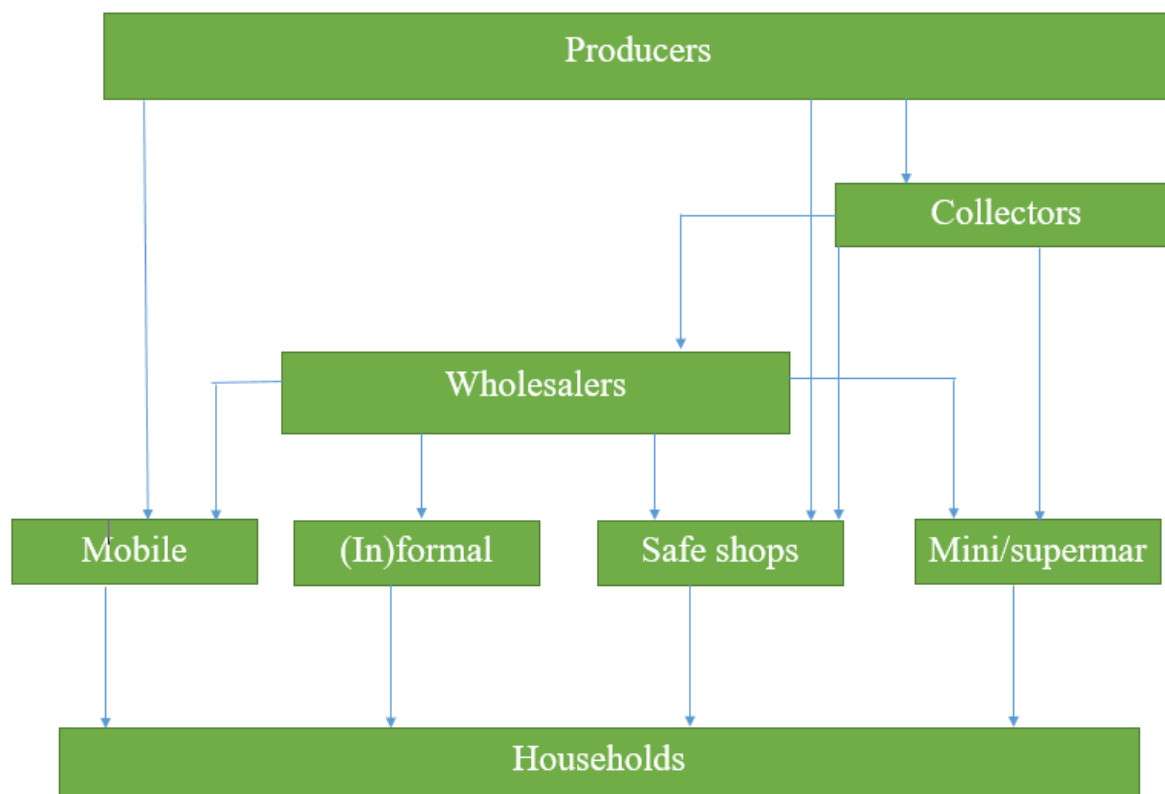 Producers
Collectors
Wholesalers
Mobile
(In)formal
Safe shops
Mini/supermar
Households